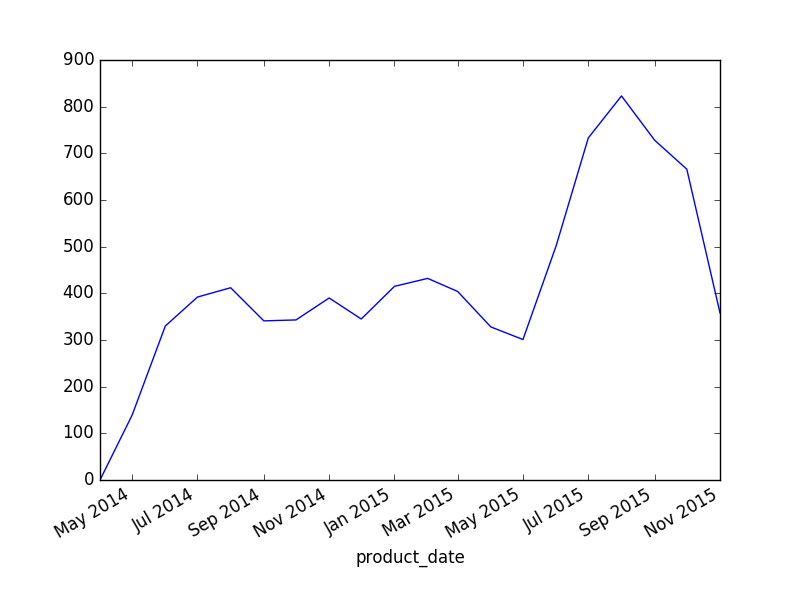 900
800
700
600
500
400
300
200
100
0
May 2014
Jul 2014
Sep 2014
Nov 2014
Jan 2015
Mar 2015
May 2015
Jul 2015
Sep 2015
Nov 2015
product_date